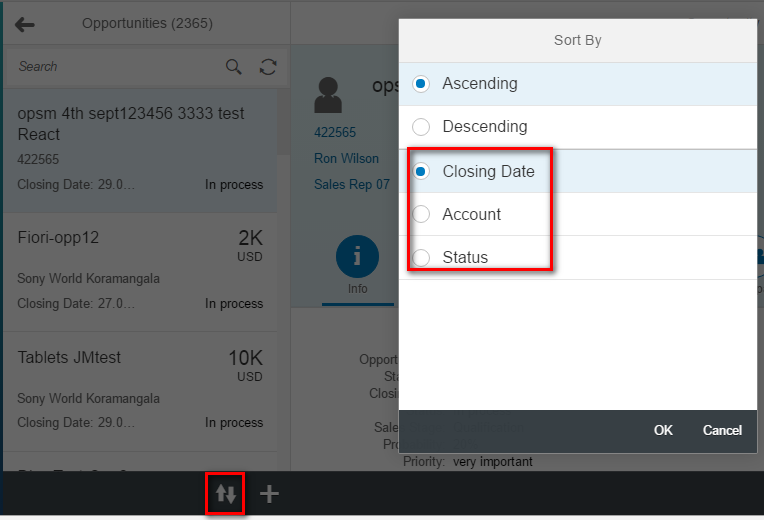 Opportunities (2365)
Search
opsm 4th sept123456 3333 test
React
422565
Closing Date: 29.0...
In process
Fiori-opp12
2K
USD
Sony World Koramangala
Closing Date: 27.0...
In process
Tablets JMtest
10K
USD
Sony World Koramangala
Closing Date: 29.0...
In process
422565
Ron Wilson
Sales Rep 07
Info
Priority: very important
Sort By
Ascending
Descending
Closing Date
Account
Status
OK
Cancel